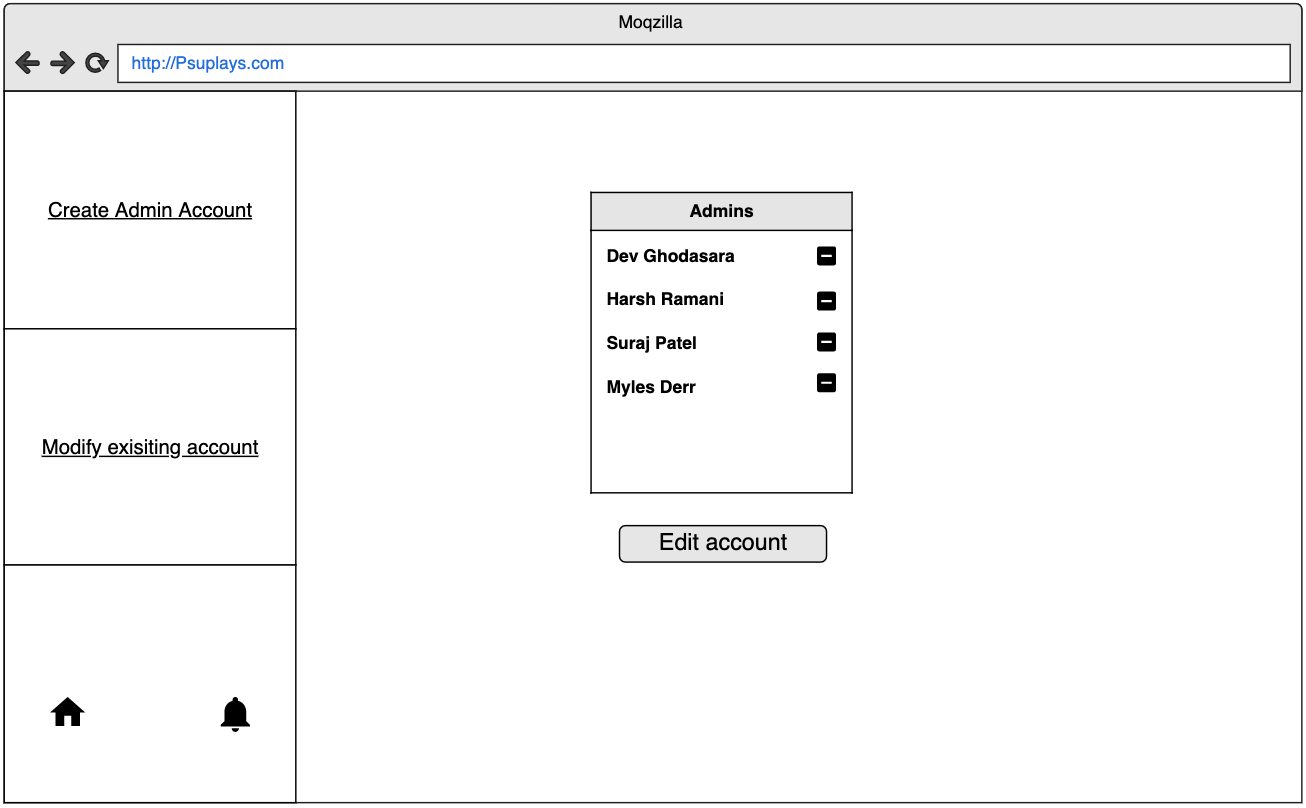 Moqzilla
http://Psuplays.com
Create Admin Account
Modify exisiting account
Admins
Dev Ghodasara
Harsh Ramani
Suraj Patel
Myles Derr
Edit account